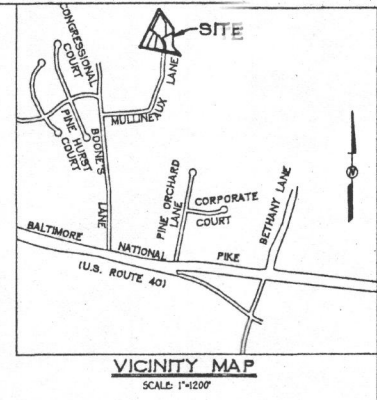 SITE
CONGRESSIONAL
COURT
MULLINEAUX
LANE
PINE HURST
COURT
BOONE'S
LANE
PINE ORCHARD
LANE
CORPORATE
COURT
BETHANY LANE
BALTIMORE
NATIONAL
PIKE
(U.S. ROUTE 40)
VICINITY MAP
SCALE: 1"=1200'